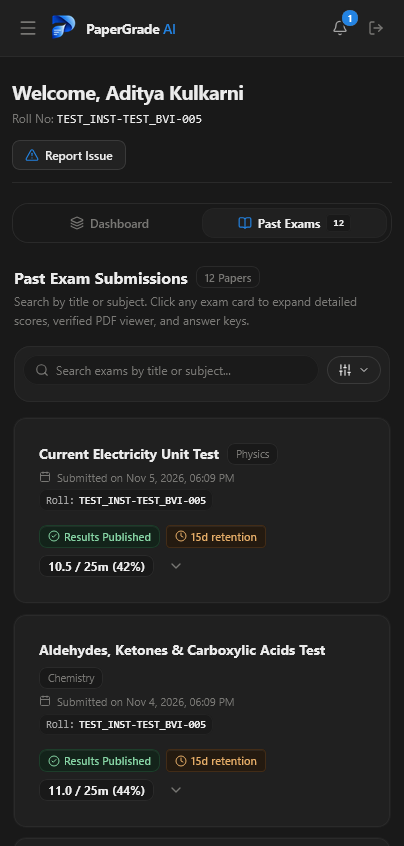 PaperGrade AI
1
Welcome, Aditya Kulkarni
Roll No: TEST_INST-TEST_BVI-005
Report Issue
Dashboard
Past Exams 12
Past Exam Submissions 12 Papers
Search by title or subject. Click any exam card to expand detailed
scores, verified PDF viewer, and answer keys.
Search exams by title or subject...
Current Electricity Unit Test Physics
Submitted on Nov 5, 2026, 06:09 PM
Roll: TEST_INST-TEST_BVI-005
Results Published 15d retention
10.5 / 25m (42%)
Aldehydes, Ketones & Carboxylic Acids Test
Chemistry
Submitted on Nov 4, 2026, 06:09 PM
Roll: TEST_INST-TEST_BVI-005
Results Published 15d retention
11.0 / 25m (44%)